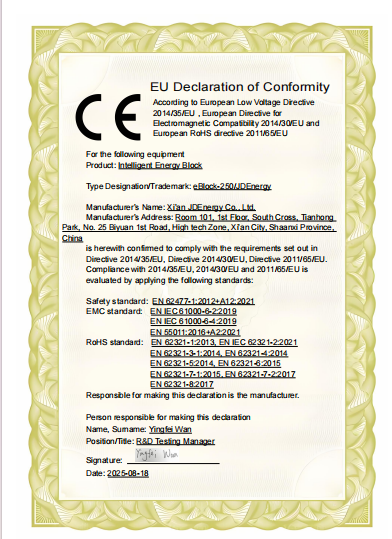 CE
EU Declaration of Conformity
According to European Low Voltage Directive
2014/35/EU , European Directive for
Electromagnetic Compatibility 2014/30/EU and
European RoHS directive 2011/65/EU
For the following equipment
Product: Intelligent Energy Block
Type Designation/Trademark: eBlock-250/JDEnergy
Manufacturer's Name: Xi'an JDEnergy Co., Ltd.
Manufacturer's Address: Room 101, 1st Floor, South Cross, Tianhong
Park, No. 25 Biyuan 1st Road, High tech Zone, Xi'an City, Shaanxi Province,
China
is herewith confirmed to comply with the requirements set out in
Directive 2014/35/EU, Directive 2014/30/EU, Directive 2011/65/EU.
Compliance with 2014/35/EU, 2014/30/EU and 2011/65/EU is
evaluated by applying the following standards:
Safety standard: EN 62477-1:2012+A12:2021
EMC standard: EN IEC 61000-6-2:2019
EN IEC 61000-6-4:2019
EN 55011:2016+A2:2021
RoHS standard: EN 62321-1:2013, EN IEC 62321-2:2021
EN 62321-3-1:2014, EN 62321-4:2014
EN 62321-5:2014, EN 62321-6:2015
EN 62321-7-1:2015, EN 62321-7-2:2017
EN 62321-8:2017
Responsible for making this declaration is the manufacturer.
Person responsible for making this declaration
Name, Surname: Yingfei Wan
Position/Title: R&D Testing Manager
Signature: Yingfei Wan
Date: 2025-08-18